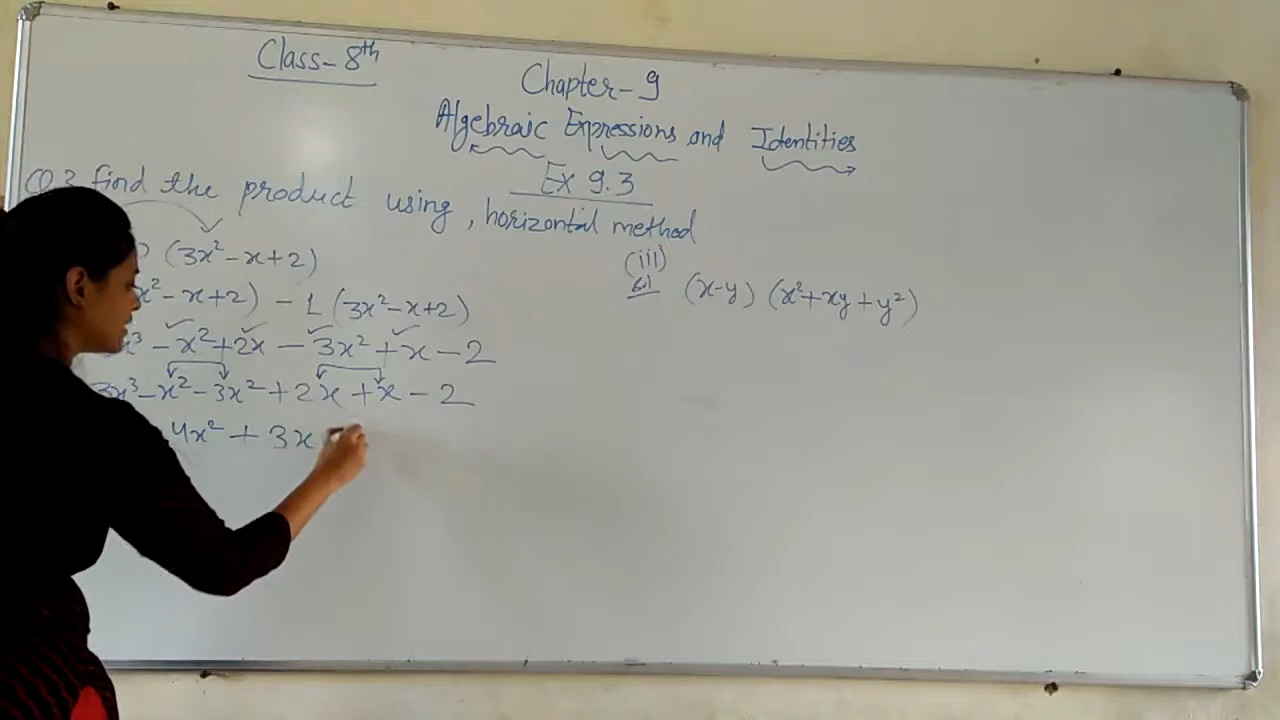 Class- 8th
Chapter- 9
Algebraic Expressions and Identities
Ex 9.3
find the product using, horizontal method
(3x² - x + 2)
x² - x + 2) - 1 (3x² - x + 2)
x³ - x² + 2x - 3x² + x - 2
3x³ - x² - 3x² + 2x + x - 2
4x² + 3x
(iii)
Sol
(x-y) (x² + xy + y²)